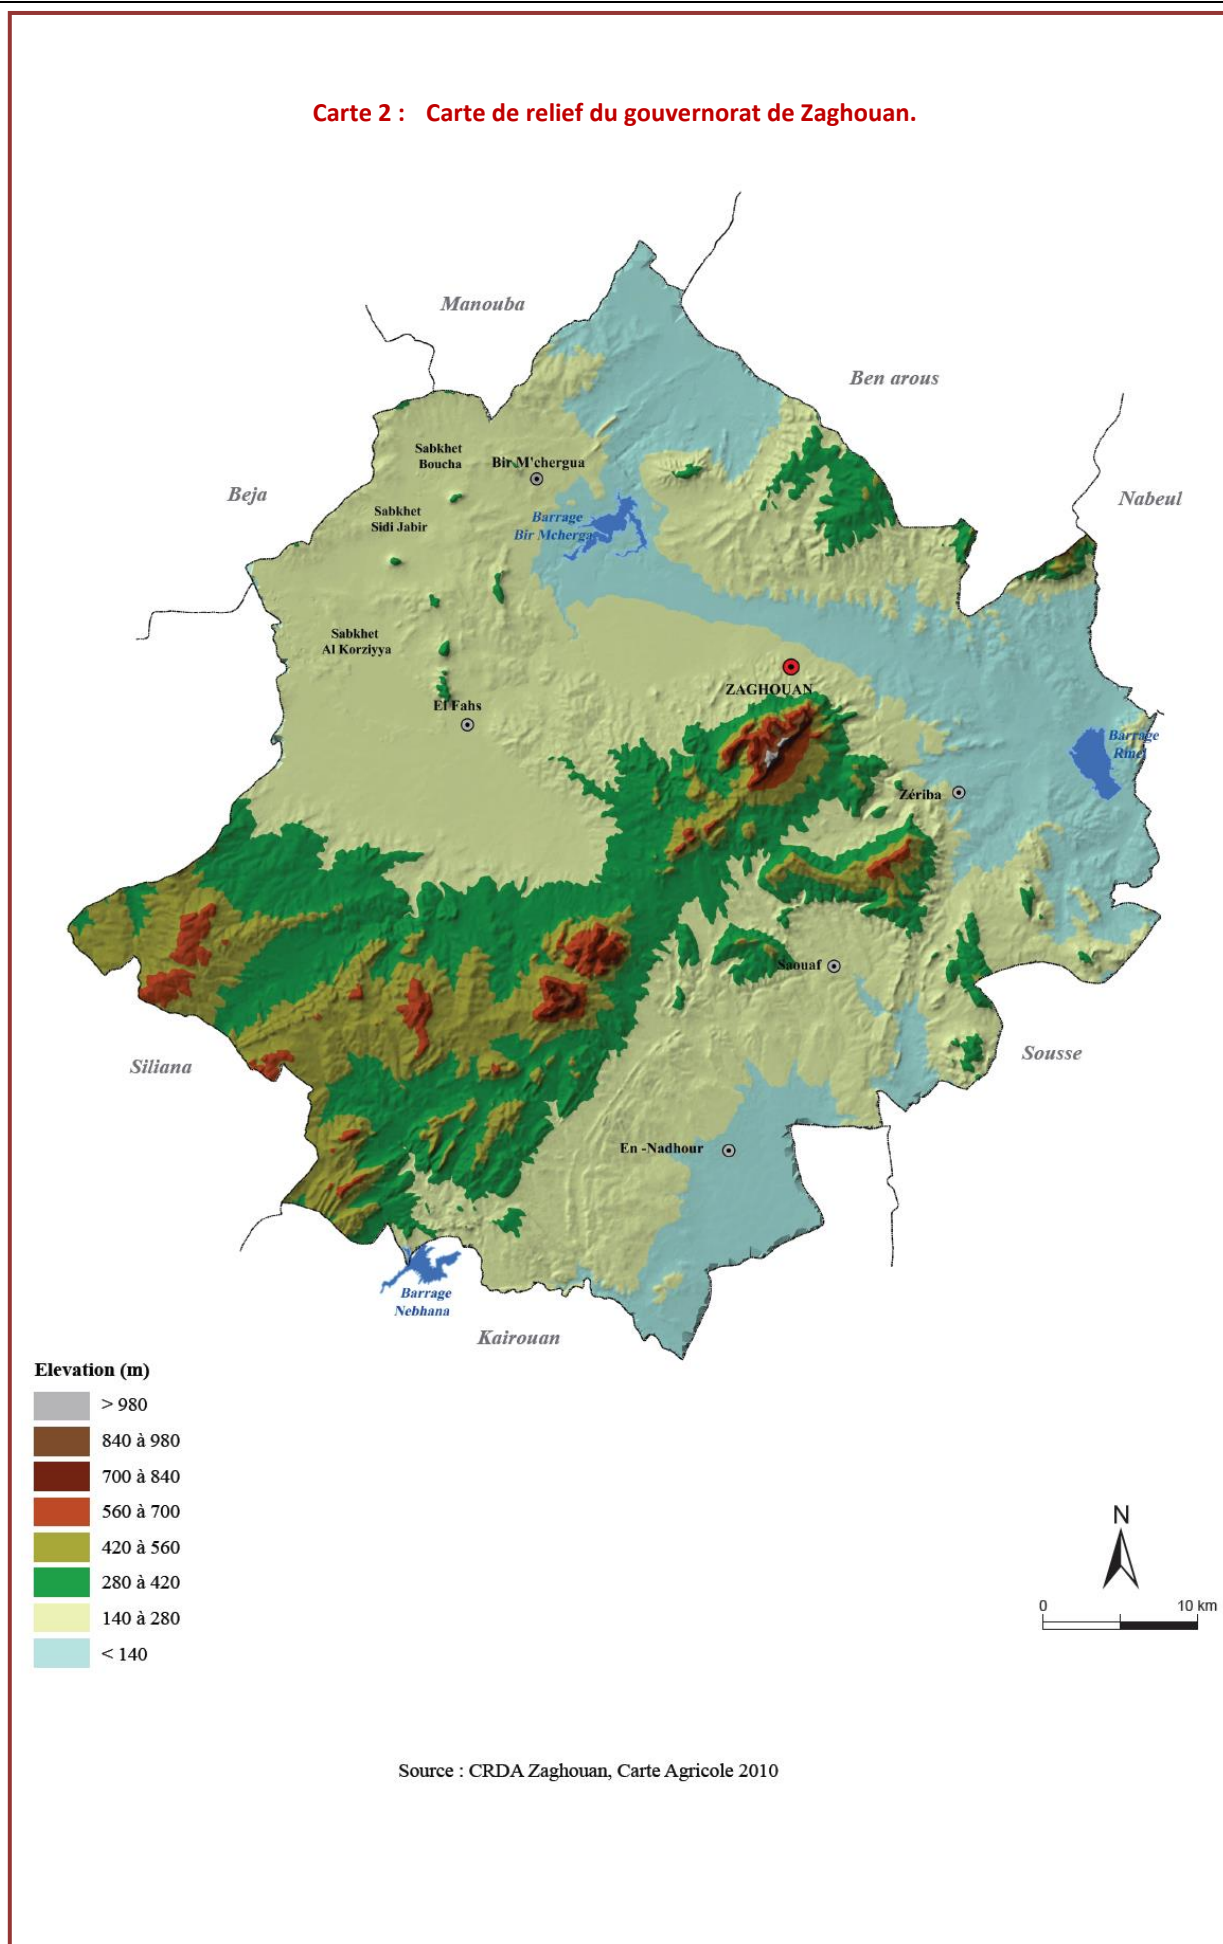 Carte 2 : Carte de relief du gouvernorat de Zaghouan.
Manouba
Ben arous
Beja
Nabeul
Sabkhet
Boucha
Bir M'chergua
Sabkhet
Sidi Jabir
Barrage
Bir Mcherga
Sabkhet
Al Korziyya
ZAGHOUAN
El Fahs
Barrage
Rmel
Zériba
Saouaf
Siliana
Sousse
En -Nadhour
Barrage
Nebhana
Kairouan
Elevation (m)
> 980
840 à 980
700 à 840
560 à 700
420 à 560
280 à 420
140 à 280
< 140
N
0 10 km
Source : CRDA Zaghouan, Carte Agricole 2010